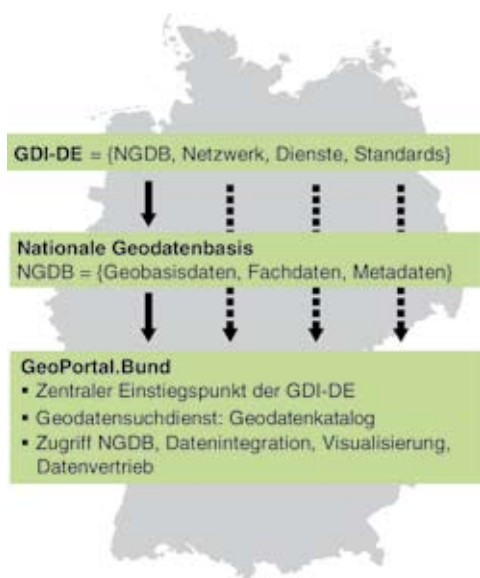 GDI-DE = {NGDB, Netzwerk, Dienste, Standards}
Nationale Geodatenbasis
NGDB = {Geobasisdaten, Fachdaten, Metadaten}
GeoPortal.Bund
▪ Zentraler Einstiegspunkt der GDI-DE
▪ Geodatensuchdienst: Geodatenkatalog
▪ Zugriff NGDB, Datenintegration, Visualisierung,
Datenvertrieb